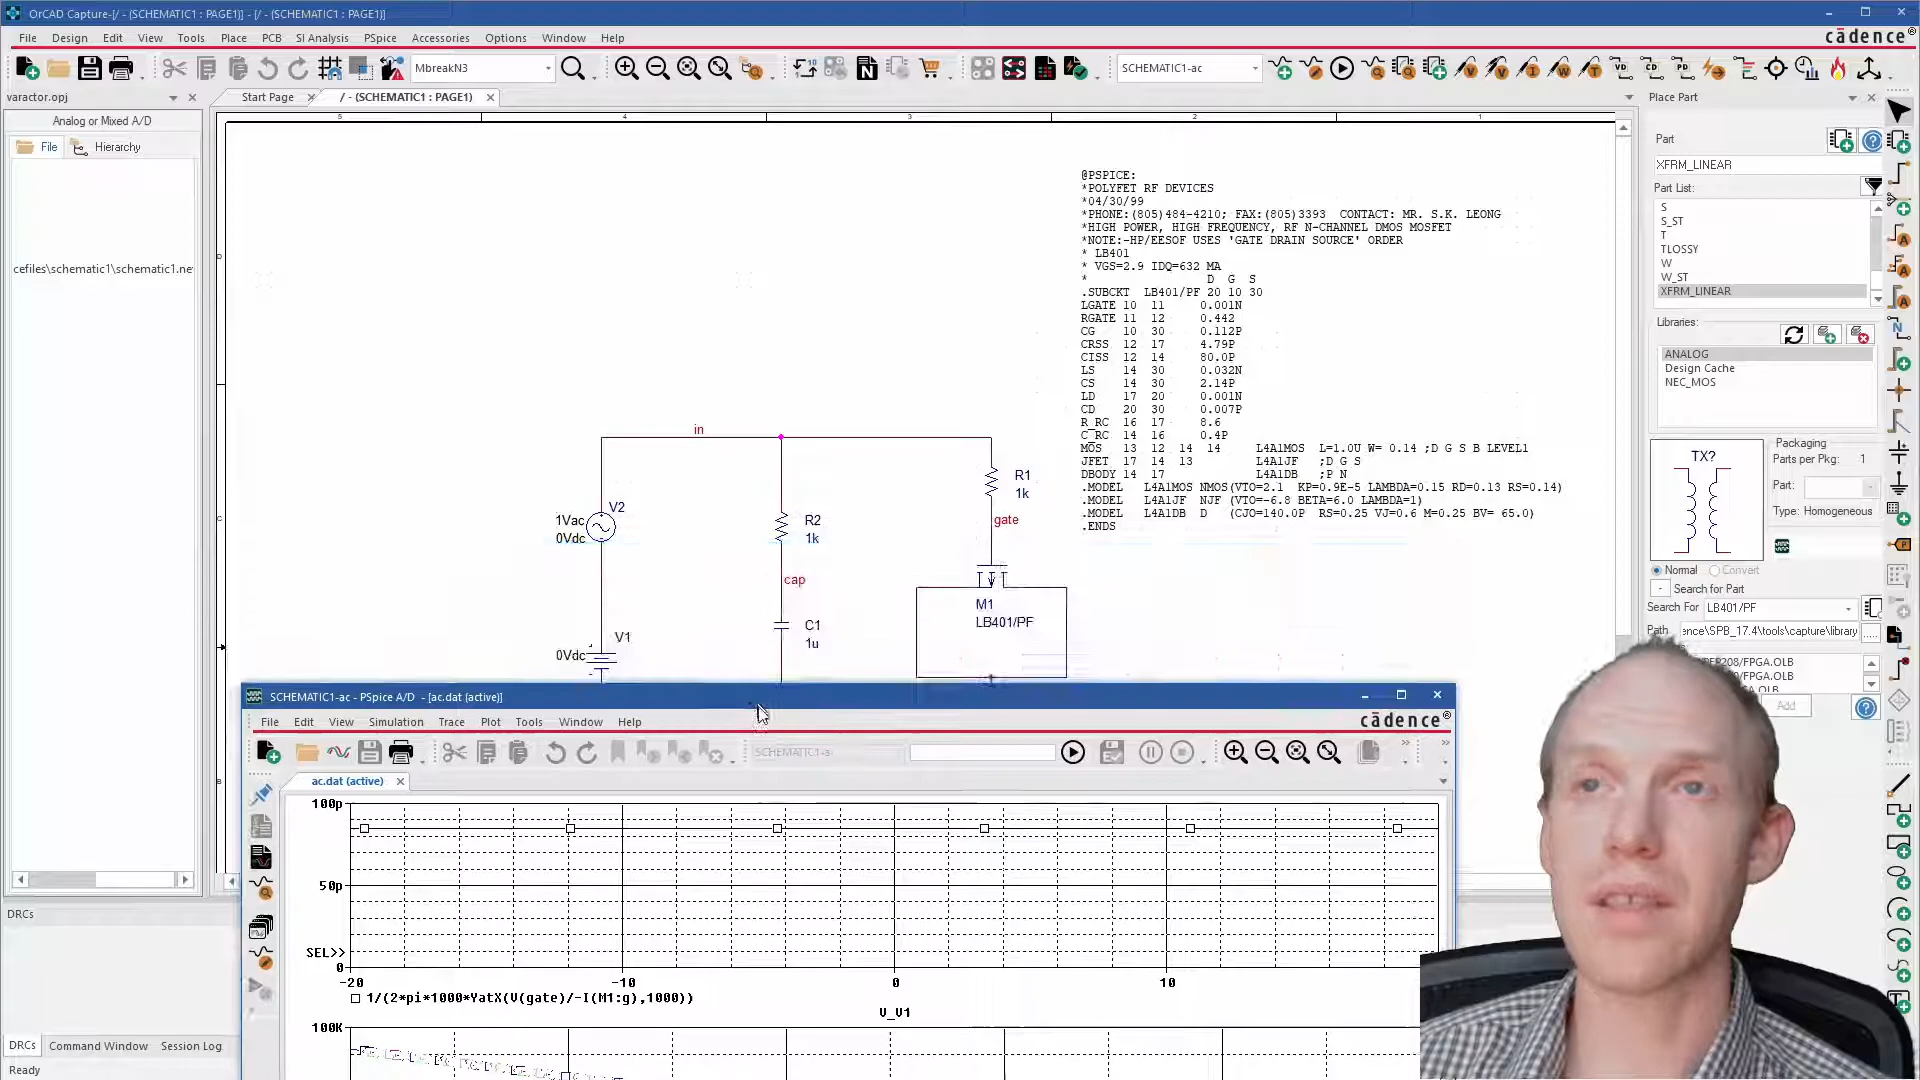 OrCAD Capture-[/ - (SCHEMATIC1 : PAGE1)] - [/ - (SCHEMATIC1 : PAGE1)]
File Design Edit View Tools Place PCB SI Analysis PSpice Accessories Options Window Help
cādence®
MbreakN3
SCHEMATIC1-ac
varactor.opj
Start Page
/ - (SCHEMATIC1 : PAGE1)
Place Part
Analog or Mixed A/D
File
Hierarchy
cefiles\schematic1\schematic1.ne
5 4 3 2 1
@PSPICE:
*POLYFET RF DEVICES
*04/30/99
*PHONE:(805)484-4210; FAX:(805)3393 CONTACT: MR. S.K. LEONG
*HIGH POWER, HIGH FREQUENCY, RF N-CHANNEL DMOS MOSFET
*NOTE:-HP/EESOF USES 'GATE DRAIN SOURCE' ORDER
* LB401
* VGS=2.9 IDQ=632 MA
* D G S
.SUBCKT LB401/PF 20 10 30
LGATE 10 11 0.001N
RGATE 11 12 0.442
CG 10 30 0.112P
CRSS 12 17 4.79P
CISS 12 14 80.0P
LS 14 30 0.032N
CS 14 30 2.14P
LD 17 20 0.001N
CD 20 30 0.007P
R_RC 16 17 8.6
C_RC 14 16 0.4P
MOS 13 12 14 14 L4A1MOS L=1.0U W= 0.14 ;D G S B LEVEL1
JFET 17 14 13 L4A1JF ;D G S
DBODY 14 17 L4A1DB ;P N
.MODEL L4A1MOS NMOS(VTO=2.1 KP=0.9E-5 LAMBDA=0.15 RD=0.13 RS=0.14)
.MODEL L4A1JF NJF (VTO=-6.8 BETA=6.0 LAMBDA=1)
.MODEL L4A1DB D (CJO=140.0P RS=0.25 VJ=0.6 M=0.25 BV= 65.0)
.ENDS
in
R1
1k
V2
1Vac
0Vdc
R2
1k
gate
cap
M1
LB401/PF
C1
1u
V1
0Vdc
Part
XFRM_LINEAR
Part List:
S
S_ST
T
TLOSSY
W
W_ST
XFRM_LINEAR
Libraries:
ANALOG
Design Cache
NEC_MOS
TX?
Packaging
Parts per Pkg: 1
Part:
Type: Homogeneous
Normal
Convert
Search for Part
Search For LB401/PF
Path
ence\SPB_17.4\tools\capture\library
/FPGA.OLB
Add
SCHEMATIC1-ac - PSpice A/D - [ac.dat (active)]
File Edit View Simulation Trace Plot Tools Window Help
cādence®
SCHEMATIC1-a
ac.dat (active)
100p
50p
SEL>>
0
-20 -10 0 10
1/(2*pi*1000*YatX(V(gate)/-I(M1:g),1000))
V_V1
100K
DRCs
DRCs Command Window Session Log
Ready